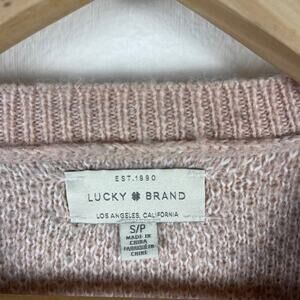 EST. 1990
LUCKY BRAND
LOS ANGELES, CALIFORNIA
S/P
MADE IN
CHINA
FABRIQUÉ EN
CHINE